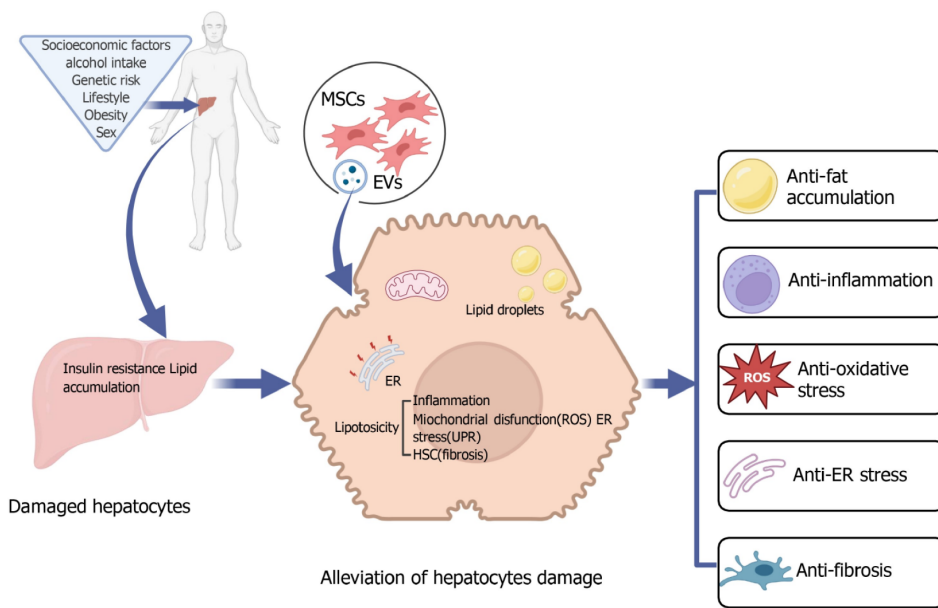 Socioeconomic factors
alcohol intake
Genetic risk
Lifestyle
Obesity
Sex
MSCs
EVs
Insulin resistance Lipid
accumulation
Damaged hepatocytes
Lipid droplets
ER
Lipotosicity
Inflammation
Miochondrial disfunction(ROS) ER
stress(UPR)
HSC(fibrosis)
Alleviation of hepatocytes damage
Anti-fat
accumulation
Anti-inflammation
ROS
Anti-oxidative
stress
Anti-ER stress
Anti-fibrosis